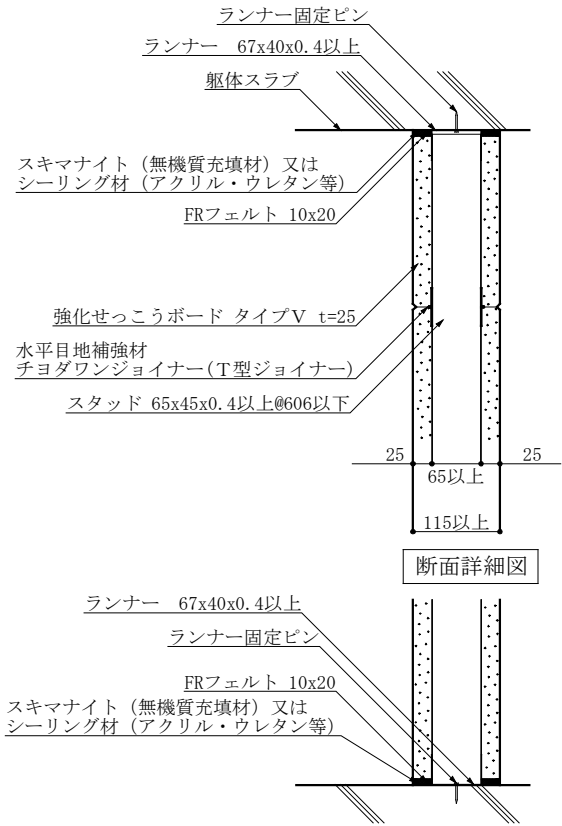 ランナー固定ピン
ランナー 67x40x0.4以上
躯体スラブ
スキマナイト（無機質充填材）又は
シーリング材（アクリル・ウレタン等）
FRフェルト 10x20
強化せっこうボード タイプV t=25
水平目地補強材
チヨダワンジョイナー(T型ジョイナー)
スタッド 65x45x0.4以上@606以下
25
65以上
25
115以上
断面詳細図
ランナー 67x40x0.4以上
ランナー固定ピン
FRフェルト 10x20
スキマナイト（無機質充填材）又は
シーリング材（アクリル・ウレタン等）